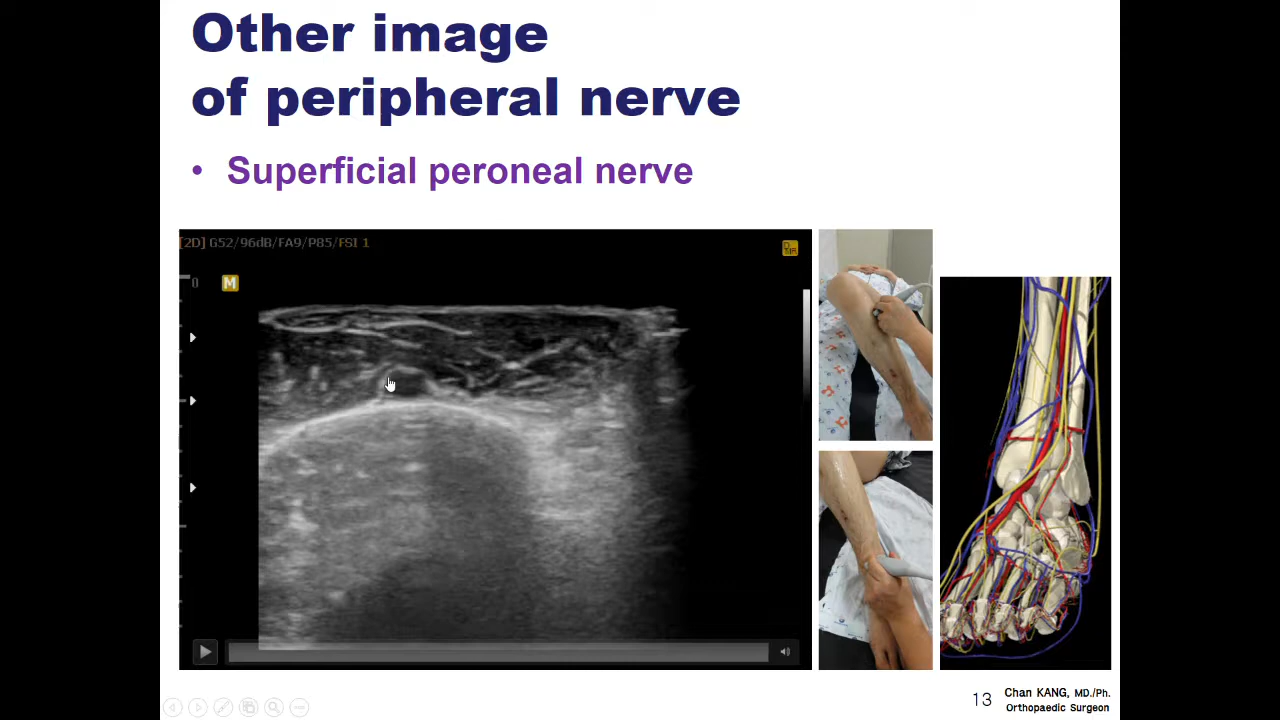 Other image
of peripheral nerve
• Superficial peroneal nerve
[2D] G52/96dB/FA9/P85/FSI 1
0
M
13
Chan KANG, MD./Ph.
Orthopaedic Surgeon